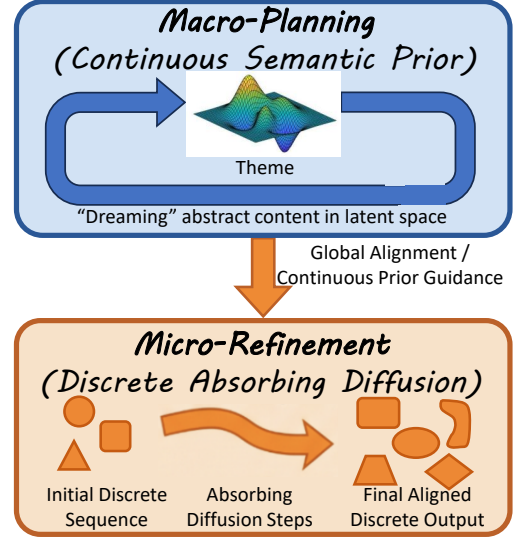 Macro-Planning
(Continuous Semantic Prior)
Theme
“Dreaming” abstract content in latent space
Global Alignment /
Continuous Prior Guidance
Micro-Refinement
(Discrete Absorbing Diffusion)
Initial Discrete
Sequence
Absorbing
Diffusion Steps
Final Aligned
Discrete Output